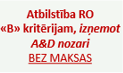 Atbilstība RO
«B» kritērijam, izņemot
A&D nozari
BEZ MAKSAS